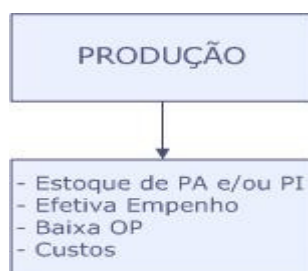 PRODUÇÃO
- Estoque de PA e/ou PI
- Efetiva Empenho
- Baixa OP
- Custos